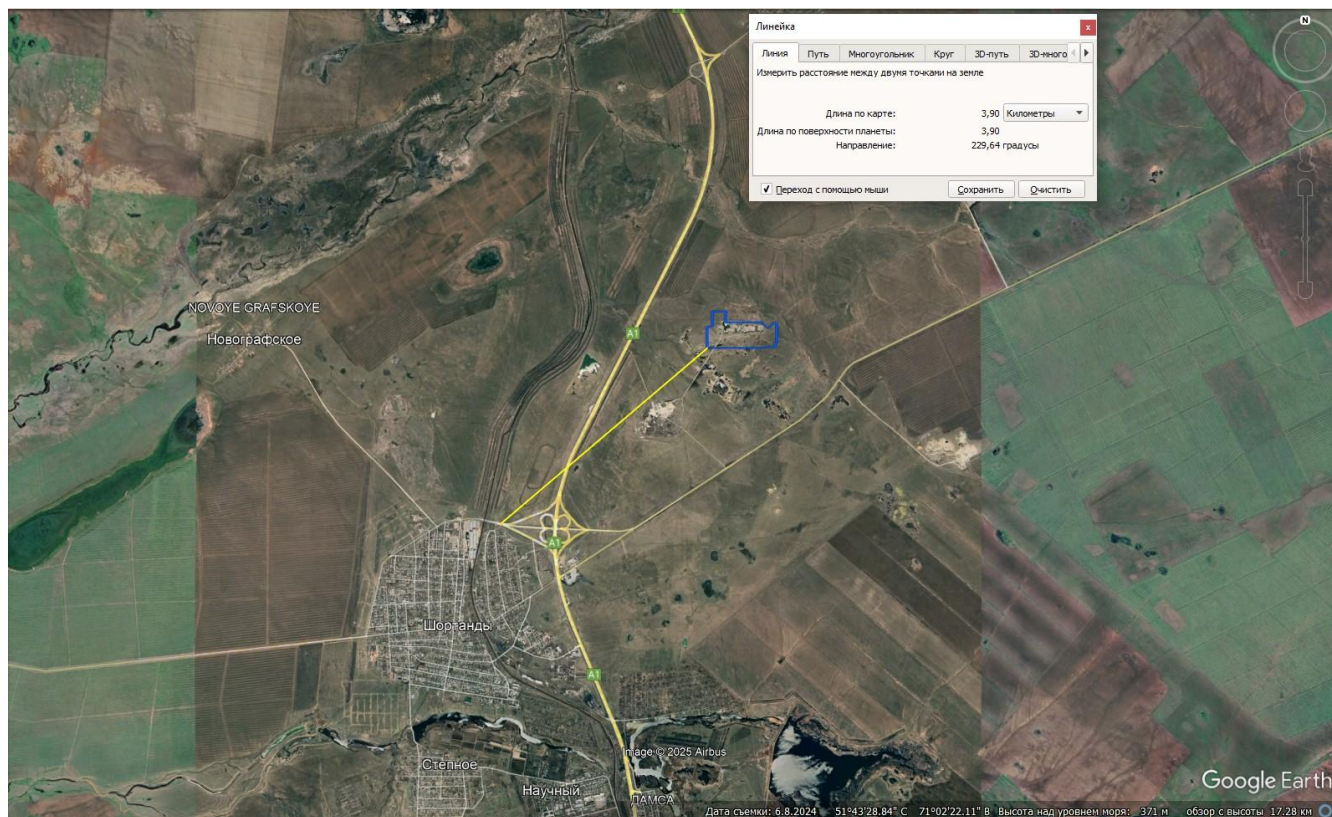 Линейка
x
Линия Путь Многоугольник Круг 3D-путь 3D-много
Измерить расстояние между двумя точками на земле
Длина по карте: 3,90 Километры
Длина по поверхности планеты: 3,90
Направление: 229,64 градусы
Переход с помощью мыши Сохранить Очистить
N
NOVOYE GRAFSKOYE
Новографское
A1
A1
Шортанды
A1
Image © 2025 Airbus
Степное
Научный
ДАМСА
Google Earth
Дата съемки: 6.8.2024 51°43'28.84" С 71°02'22.11" В Высота над уровнем моря: 371 м обзор с высоты 17.28 км